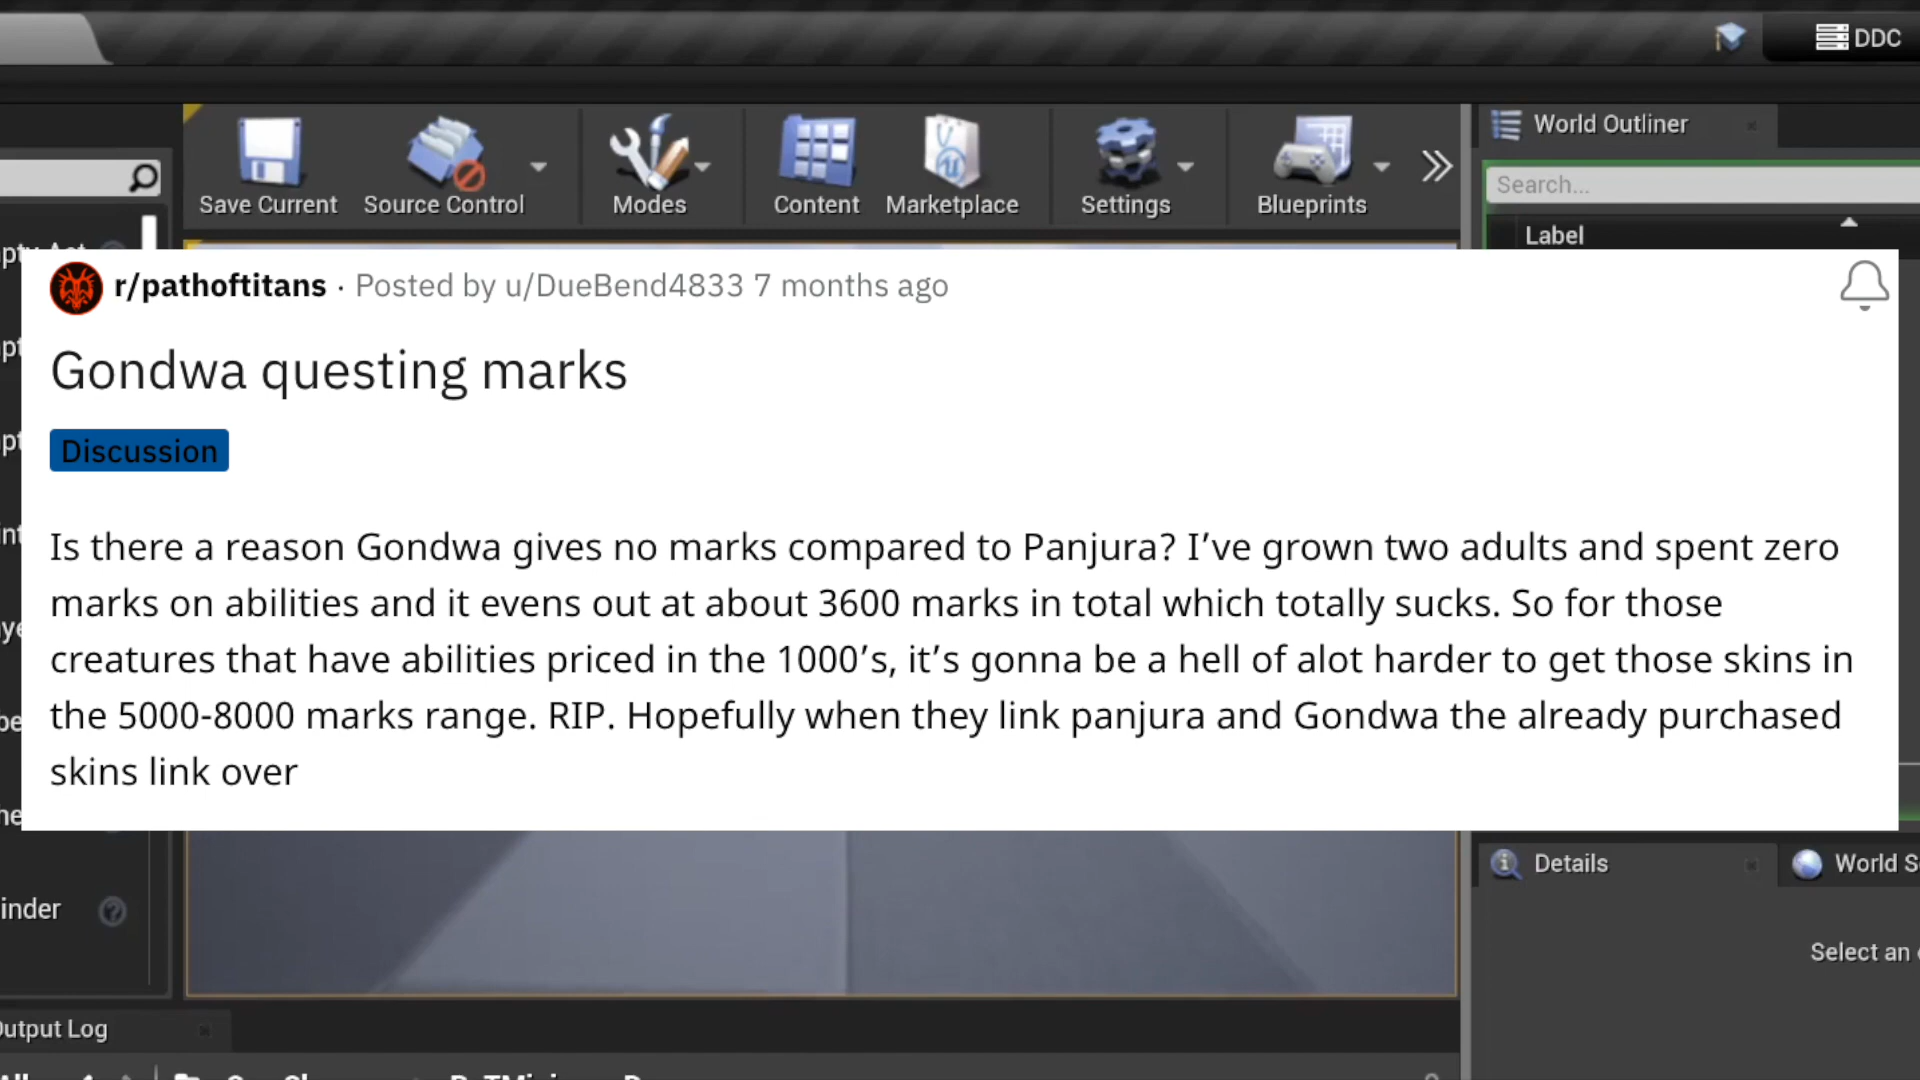 DDC
World Outliner
Search...
Save Current Source Control Modes Content Marketplace Settings Blueprints
Label
r/pathoftitans · Posted by u/DueBend4833 7 months ago
Gondwa questing marks
Discussion
Is there a reason Gondwa gives no marks compared to Panjura? I’ve grown two adults and spent zero
marks on abilities and it evens out at about 3600 marks in total which totally sucks. So for those
creatures that have abilities priced in the 1000’s, it’s gonna be a hell of alot harder to get those skins in
the 5000-8000 marks range. RIP. Hopefully when they link panjura and Gondwa the already purchased
skins link over
Details
World S
inder
Select an
Output Log